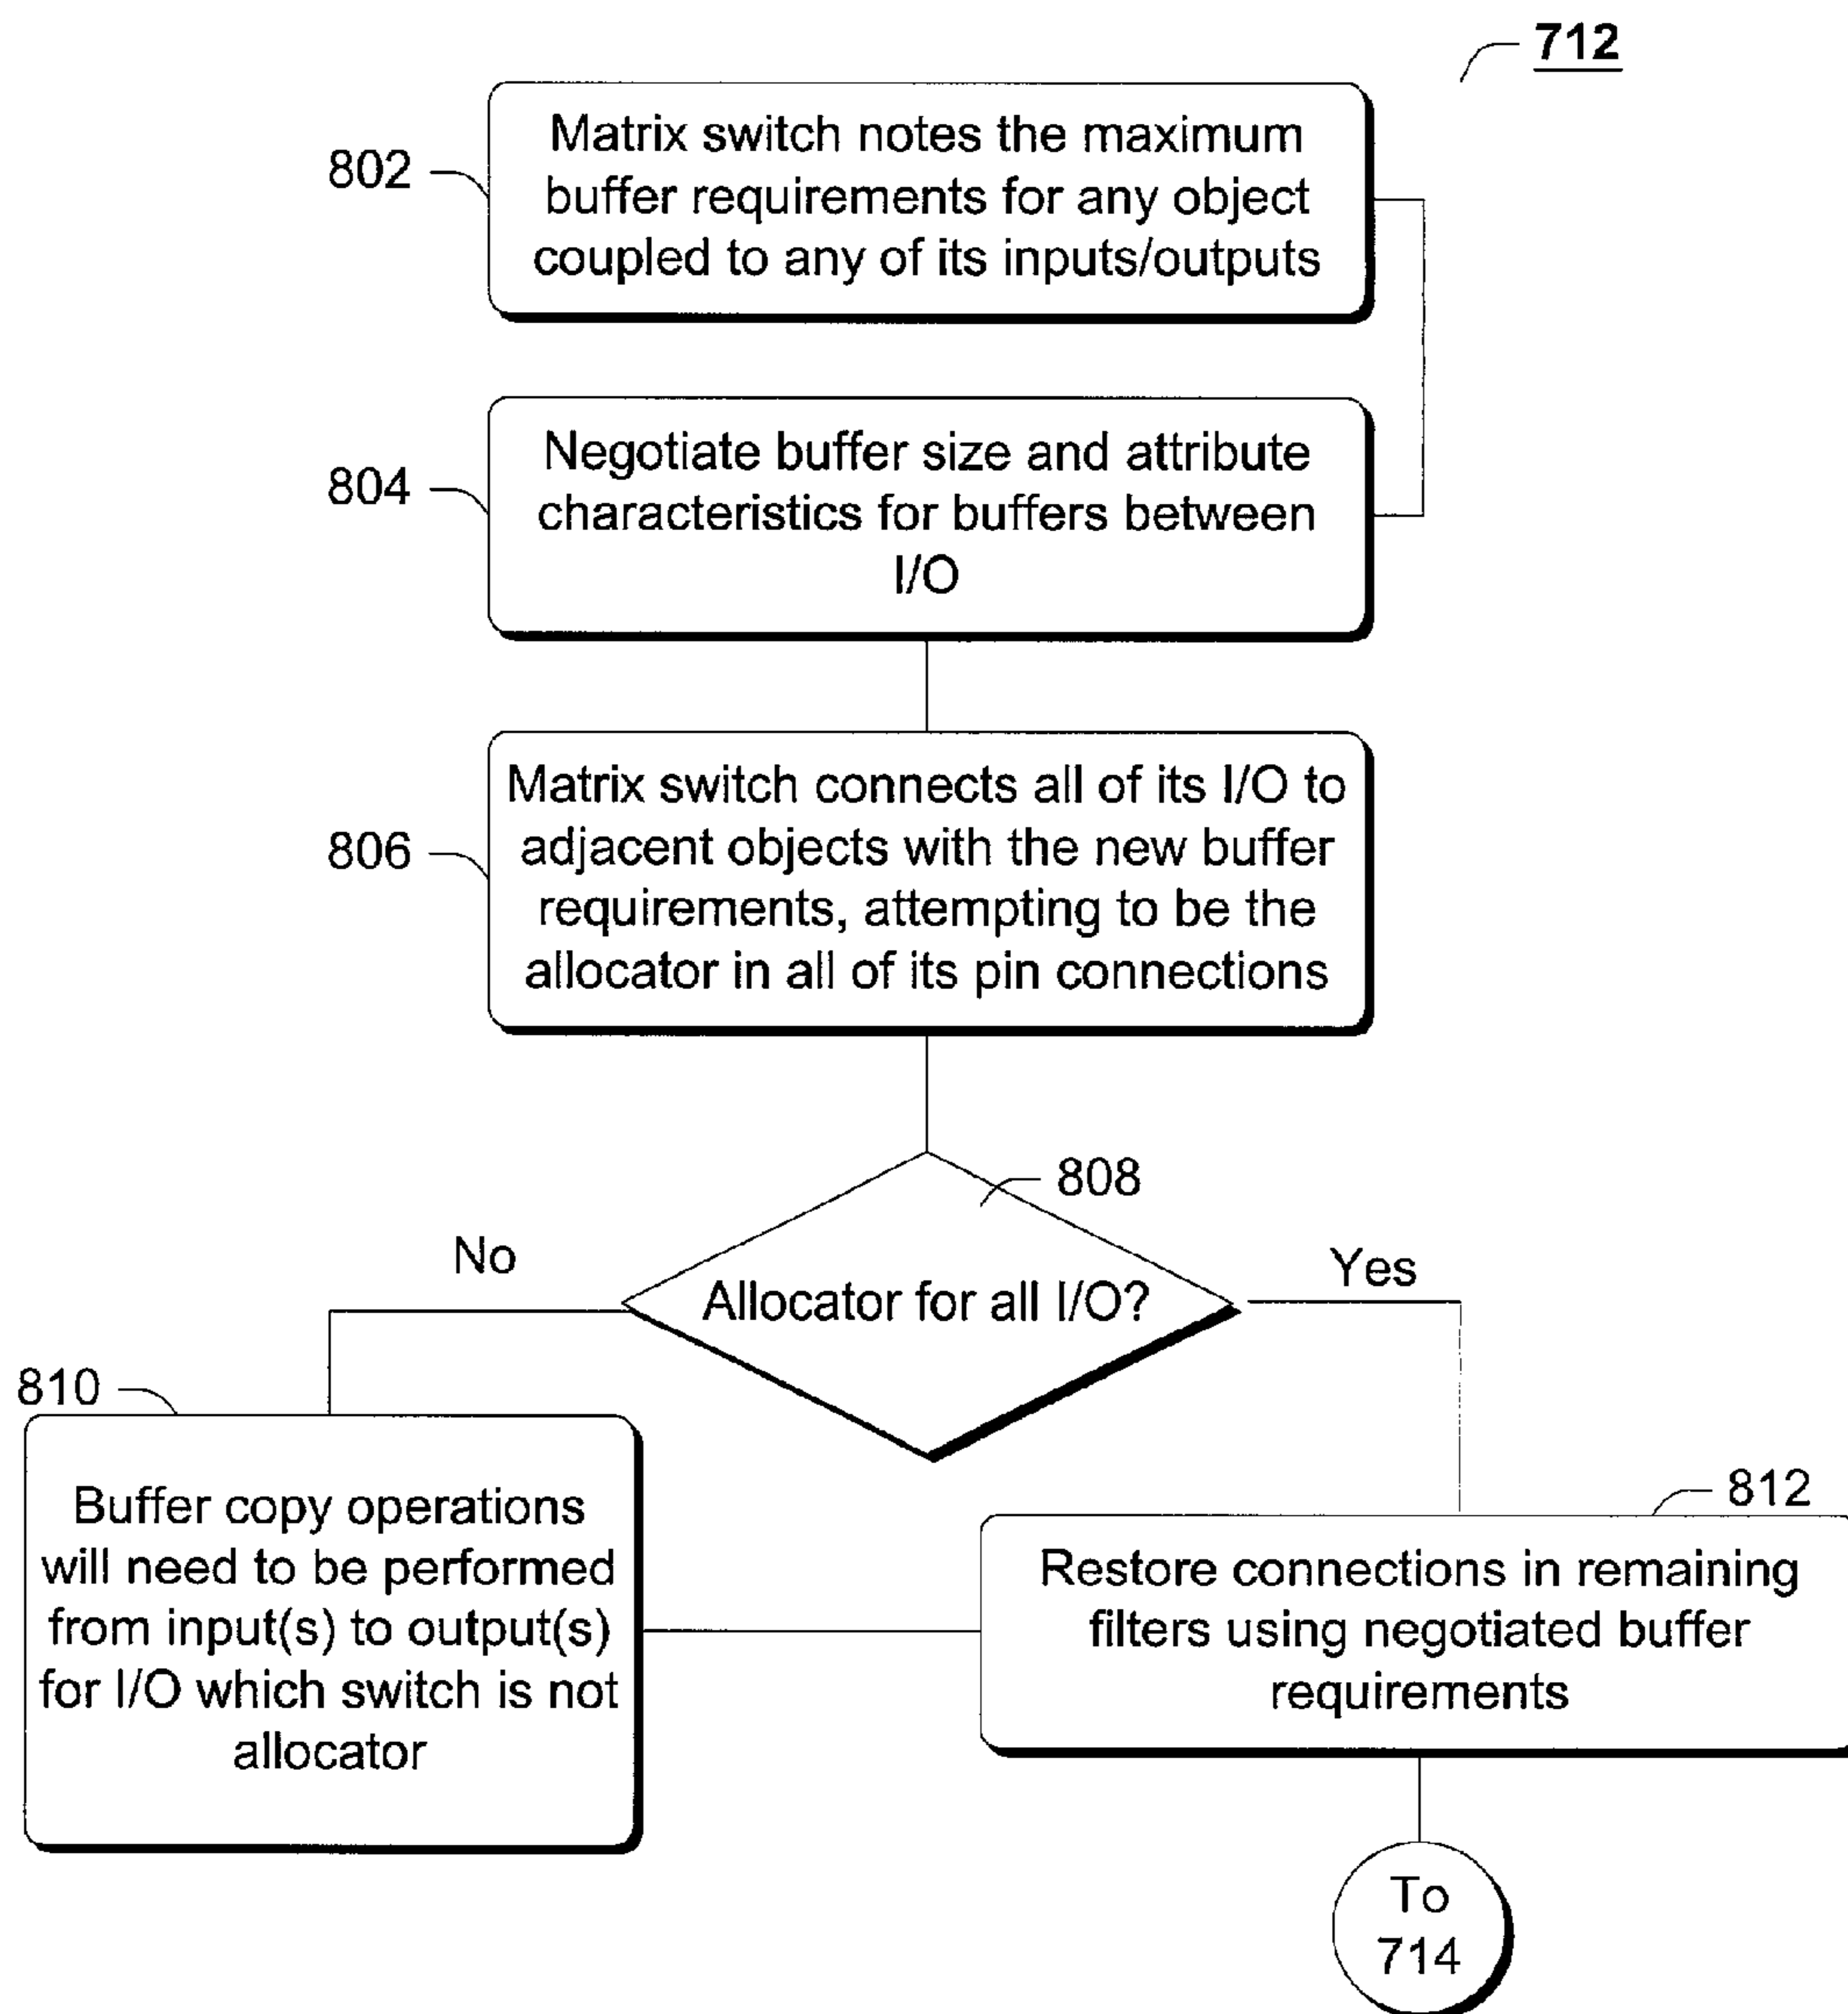 712
802
Matrix switch notes the maximum
buffer requirements for any object
coupled to any of its inputs/outputs
804
Negotiate buffer size and attribute
characteristics for buffers between
I/O
806
Matrix switch connects all of its I/O to
adjacent objects with the new buffer
requirements, attempting to be the
allocator in all of its pin connections
808
Allocator for all I/O?
No
Yes
810
Buffer copy operations
will need to be performed
from input(s) to output(s)
for I/O which switch is not
allocator
812
Restore connections in remaining
filters using negotiated buffer
requirements
To
714